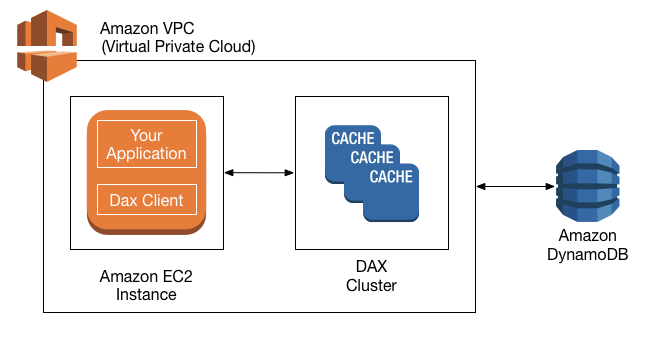 Amazon VPC
(Virtual Private Cloud)
Your
Application
Dax Client
CACHE
CACHE
CACHE
Amazon EC2
Instance
DAX
Cluster
Amazon
DynamoDB